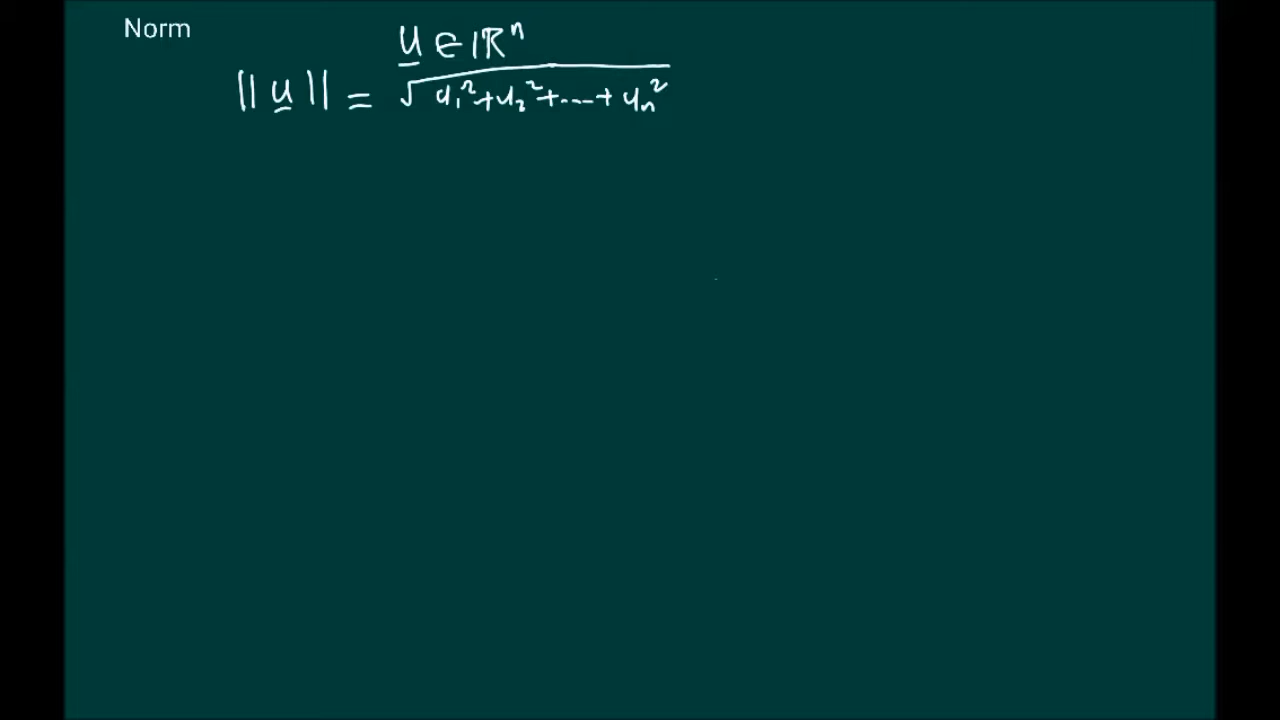 Norm
u ∈ ℝⁿ
||u|| = √(u₁² + u₂² + .... + uₙ²)